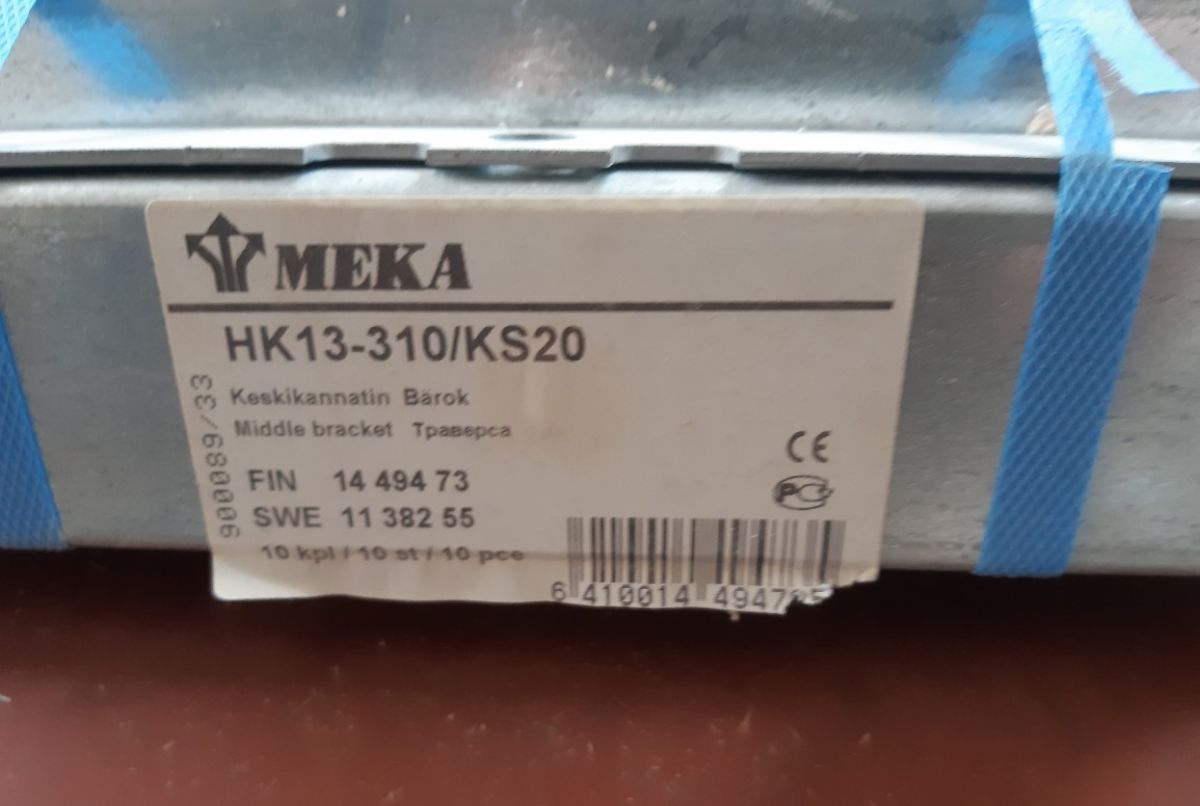 MEKA
HK13-310/KS20
Keskikannatin Bärok
Middle bracket Траверса
FIN 14 494 73
SWE 11 382 55
10 kpl / 10 st / 10 pce
900089/33
CE
РС
6 410014